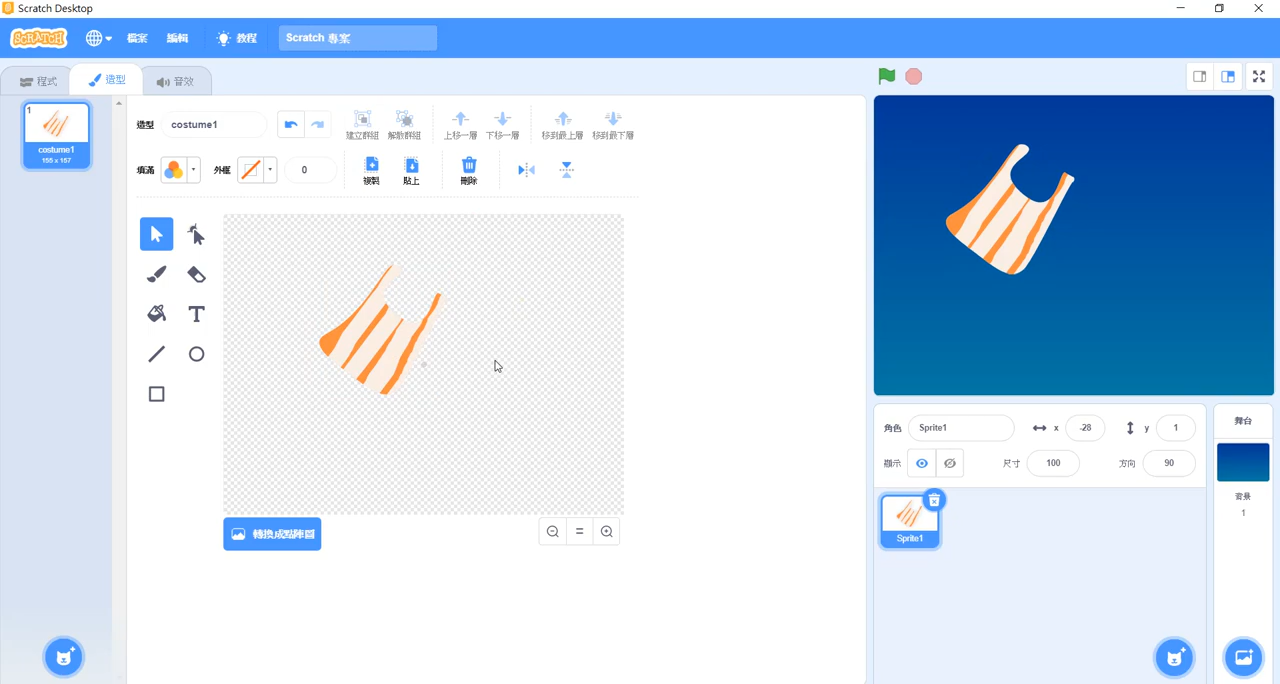 Scratch Desktop
SCRATCH 檔案 編輯 教程 Scratch 專案
程式 造型 音效
1
costume1
155 x 157
造型 costume1
建立群組 解散群組 上移一層 下移一層 移到最上層 移到最下層
填滿 外框 0
複製 貼上 刪除
T
轉換成點陣圖
角色 Sprite1 x -28 y 1
顯示 尺寸 100 方向 90
Sprite1
舞台
背景
1